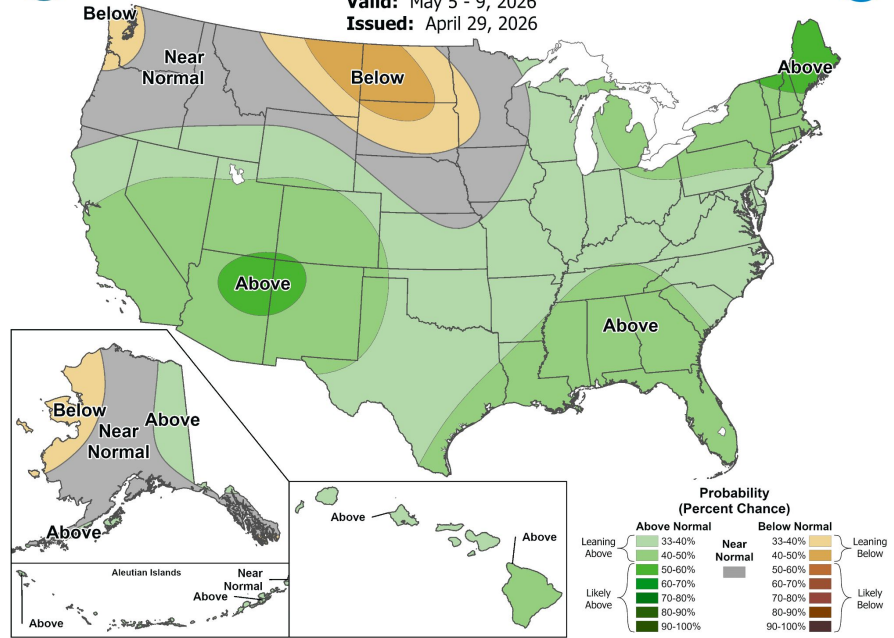 Valid: May 5 - 9, 2026
Issued: April 29, 2026
Below
Near
Normal
Below
Above
Above
Above
Below
Near
Normal
Above
Above
Aleutian Islands
Near
Normal
Above
Above
Above
Above
Probability
(Percent Chance)
Above Normal
Below Normal
Leaning
Above
33-40%
40-50%
Near
Normal
33-40%
40-50%
Leaning
Below
Likely
Above
50-60%
60-70%
70-80%
80-90%
90-100%
50-60%
60-70%
70-80%
80-90%
90-100%
Likely
Below